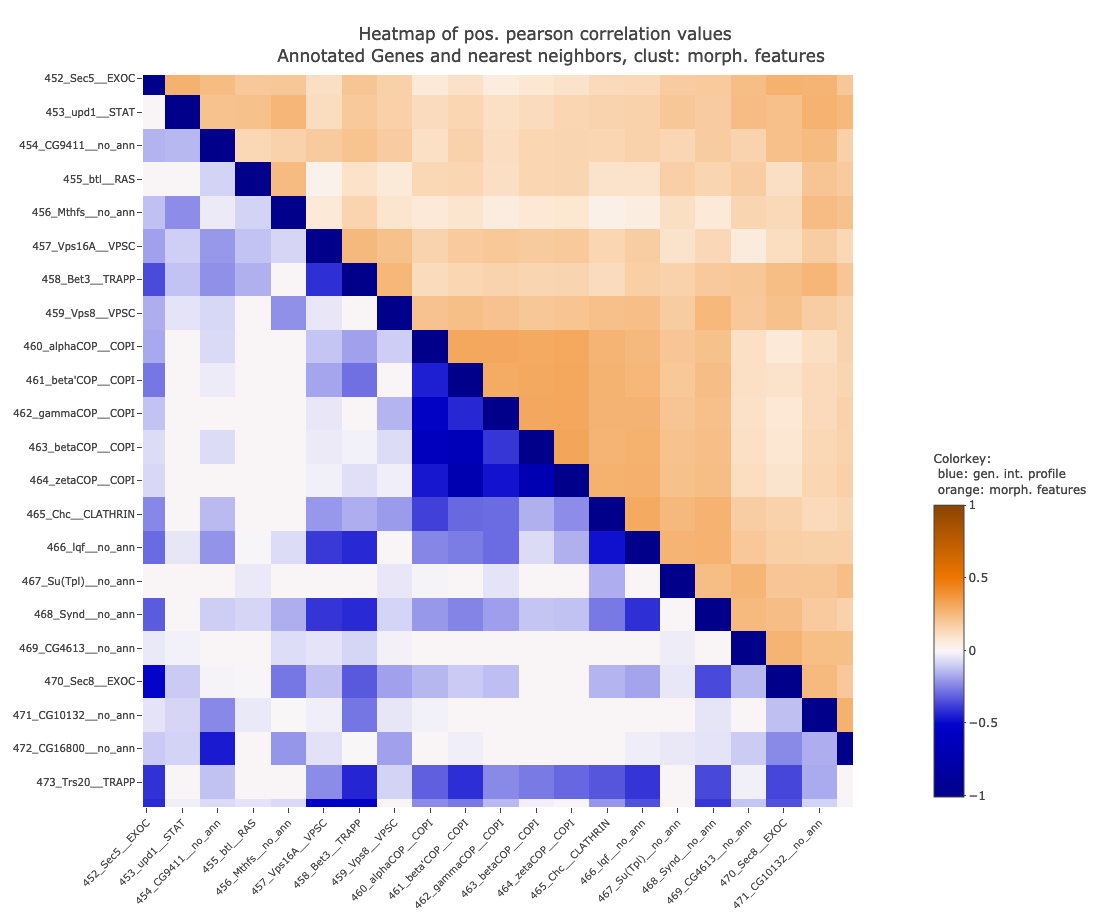 Heatmap of pos. pearson correlation values
Annotated Genes and nearest neighbors, clust: morph. features
452_Sec5__EXOC
453_upd1__STAT
454_CG9411__no_ann
455_btl__RAS
456_Mthfs__no_ann
457_Vps16A__VPSC
458_Bet3__TRAPP
459_Vps8__VPSC
460_alphaCOP__COPI
461_beta'COP__COPI
462_gammaCOP__COPI
463_betaCOP__COPI
464_zetaCOP__COPI
465_Chc__CLATHRIN
466_lqf__no_ann
467_Su(Tpl)__no_ann
468_Synd__no_ann
469_CG4613__no_ann
470_Sec8__EXOC
471_CG10132__no_ann
472_CG16800__no_ann
473_Trs20__TRAPP
452_Sec5__EXOC
453_upd1__STAT
454_CG9411__no_ann
455_btl__RAS
456_Mthfs__no_ann
457_Vps16A__VPSC
458_Bet3__TRAPP
459_Vps8__VPSC
460_alphaCOP__COPI
461_beta'COP__COPI
462_gammaCOP__COPI
463_betaCOP__COPI
464_zetaCOP__COPI
465_Chc__CLATHRIN
466_lqf__no_ann
467_Su(Tpl)__no_ann
468_Synd__no_ann
469_CG4613__no_ann
470_Sec8__EXOC
471_CG10132__no_ann
Colorkey:
blue: gen. int. profile
orange: morph. features
1
0.5
0
−0.5
−1